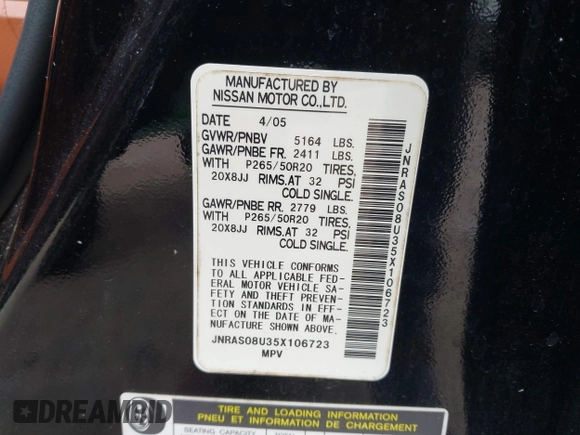 MANUFACTURED BY
NISSAN MOTOR CO.,LTD.
DATE 4/05
GVWR/PNBV 5164 LBS.
GAWR/PNBE FR. 2411 LBS.
WITH P265/50R20 TIRES,
20X8JJ RIMS.AT 32 PSI
COLD SINGLE.
GAWR/PNBE RR. 2779 LBS.
WITH P265/50R20 TIRES,
20X8JJ RIMS.AT 32 PSI
COLD SINGLE.
THIS VEHICLE CONFORMS
TO ALL APPLICABLE FED-
ERAL MOTOR VEHICLE SA-
FETY AND THEFT PREVEN-
TION STANDARDS IN EFF-
ECT ON THE DATE OF MA-
NUFACTURE SHOWN ABOVE.
JNRAS08U35X106723
MPV
JNRAS08U35X106723
TIRE AND LOADING INFORMATION
PNEU ET INFORMATION DE CHARGEMENT
SEATING CAPACITY
DREAMBID